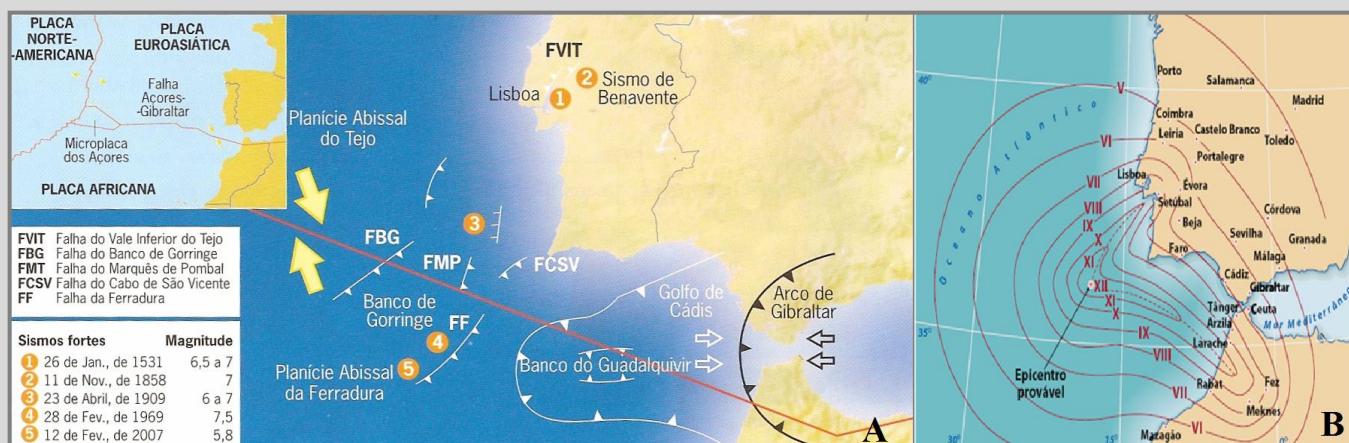 PLACA
NORTE-
-AMERICANA
PLACA
EUROASIÁTICA
Falha
Açores-
-Gibraltar
Microplaca
dos Açores
PLACA AFRICANA
FVIT Falha do Vale Inferior do Tejo
FBG Falha do Banco de Gorringe
FMT Falha do Marquês de Pombal
FCSV Falha do Cabo de São Vicente
FF Falha da Ferradura
Sismos fortes Magnitude
1 26 de Jan., de 1531 6,5 a 7
2 11 de Nov., de 1858 7
3 23 de Abril, de 1909 6 a 7
4 28 de Fev., de 1969 7,5
5 12 de Fev., de 2007 5,8
FVIT
2
Sismo de
Benavente
Lisboa
1
Planície Abissal
do Tejo
3
FBG
FMP
FCSV
Banco de
Gorringe
FF
4
5
Planície Abissal
da Ferradura
Golfo de
Cádis
Arco de
Gibraltar
Banco do Guadalquivir
A
40°
35°
30°
15°
0°
Oceano Atlântico
Mar Mediterrâneo
V
VI
VII
VIII
IX
X
XI
XII
XI
X
IX
VIII
VII
VI
Porto
Salamanca
Coimbra
Madrid
Leiria
Castelo Branco
Toledo
Portalegre
Lisboa
Évora
Setúbal
Beja
Córdova
Sevilha
Granada
Faro
Málaga
Cádiz
Gibraltar
Tânger
Ceuta
Arzila
Larache
Rabat
Fez
Meknes
Mazagão
Epicentro
provável
B